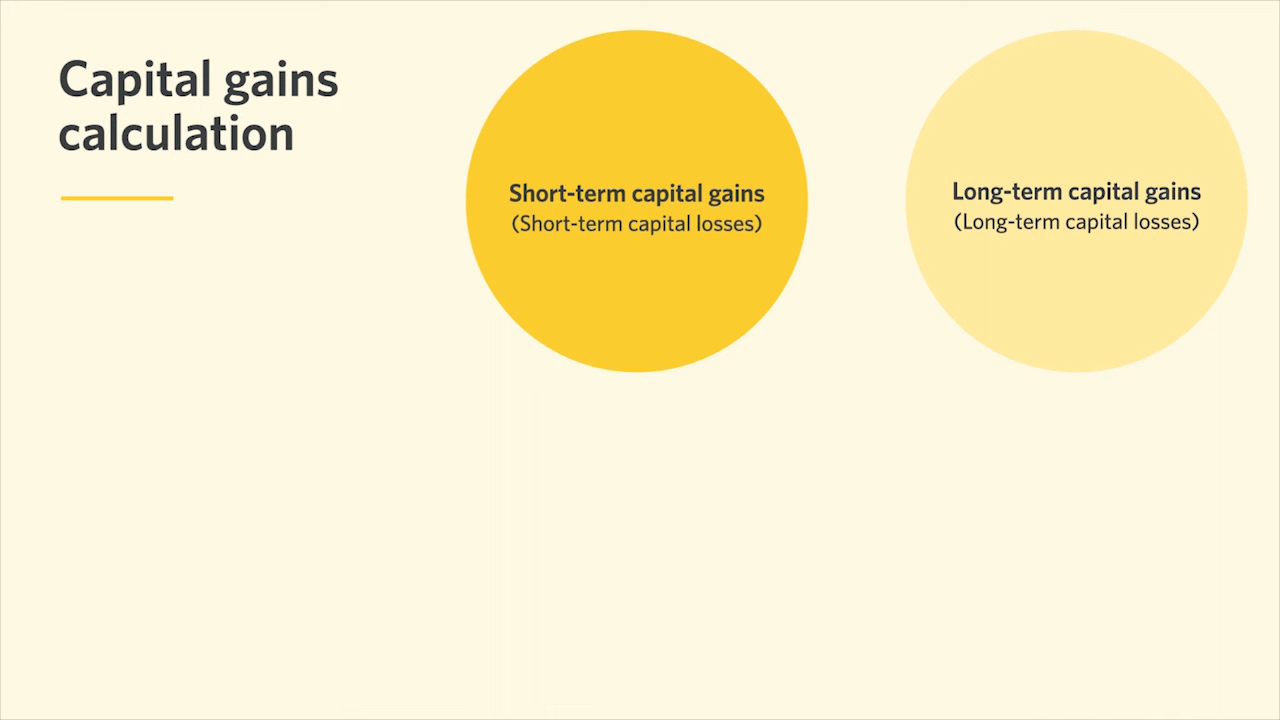 Capital gains
calculation
Short-term capital gains
(Short-term capital losses)
Long-term capital gains
(Long-term capital losses)